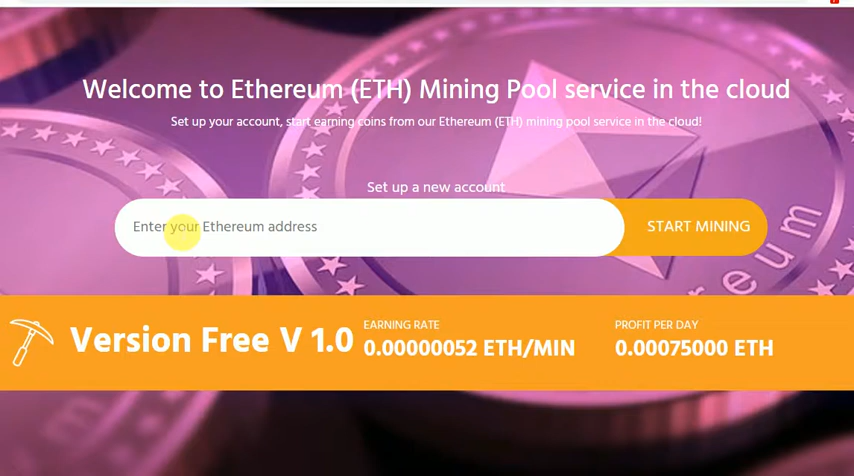 Welcome to Ethereum (ETH) Mining Pool service in the cloud
Set up your account, start earning coins from our Ethereum (ETH) mining pool service in the cloud!
Set up a new account
Enter your Ethereum address
START MINING
Version Free V 1.0
EARNING RATE
0.00000052 ETH/MIN
PROFIT PER DAY
0.00075000 ETH
reum